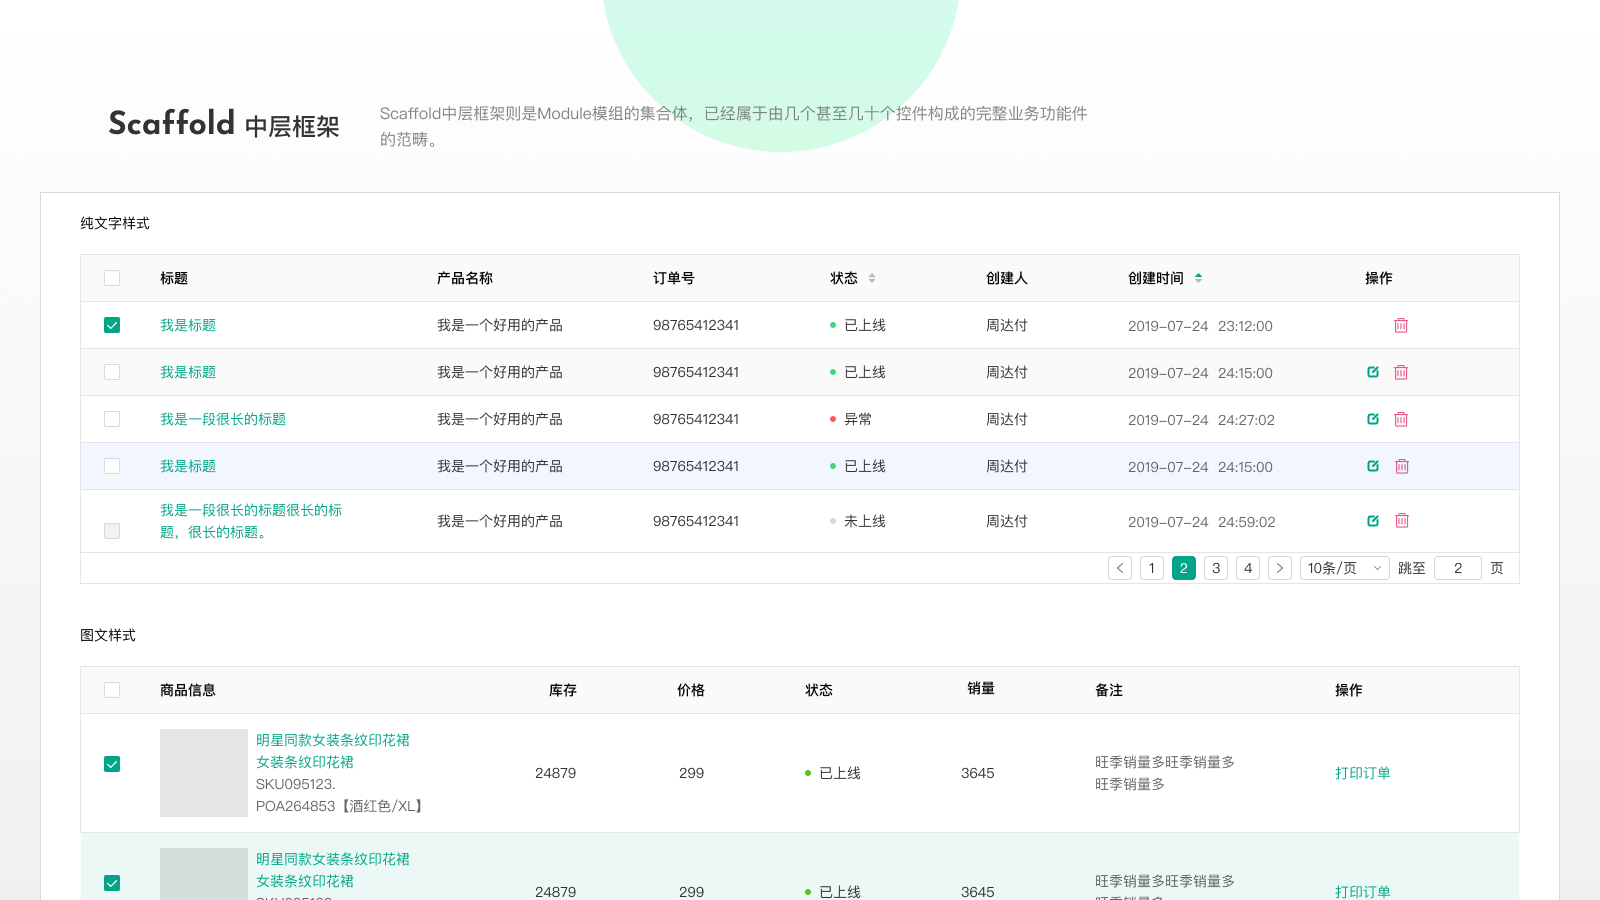 Scaffold 中层框架
Scaffold中层框架则是Module模组的集合体，已经属于由几个甚至几十个控件构成的完整业务功能件
的范畴。
纯文字样式
标题 产品名称 订单号 状态 创建人 创建时间 操作
我是标题 我是一个好用的产品 98765412341 已上线 周达付 2019-07-24 23:12:00
我是标题 我是一个好用的产品 98765412341 已上线 周达付 2019-07-24 24:15:00
我是一段很长的标题 我是一个好用的产品 98765412341 异常 周达付 2019-07-24 24:27:02
我是标题 我是一个好用的产品 98765412341 已上线 周达付 2019-07-24 24:15:00
我是一段很长的标题很长的标
题，很长的标题。 我是一个好用的产品 98765412341 未上线 周达付 2019-07-24 24:59:02
1 2 3 4 10条/页 跳至 2 页
图文样式
商品信息 库存 价格 状态 销量 备注 操作
明星同款女装条纹印花裙
女装条纹印花裙
SKU095123.
POA264853【酒红色/XL】
24879 299 已上线 3645
旺季销量多旺季销量多
旺季销量多
打印订单
明星同款女装条纹印花裙
女装条纹印花裙
24879 299 已上线 3645
旺季销量多旺季销量多
打印订单